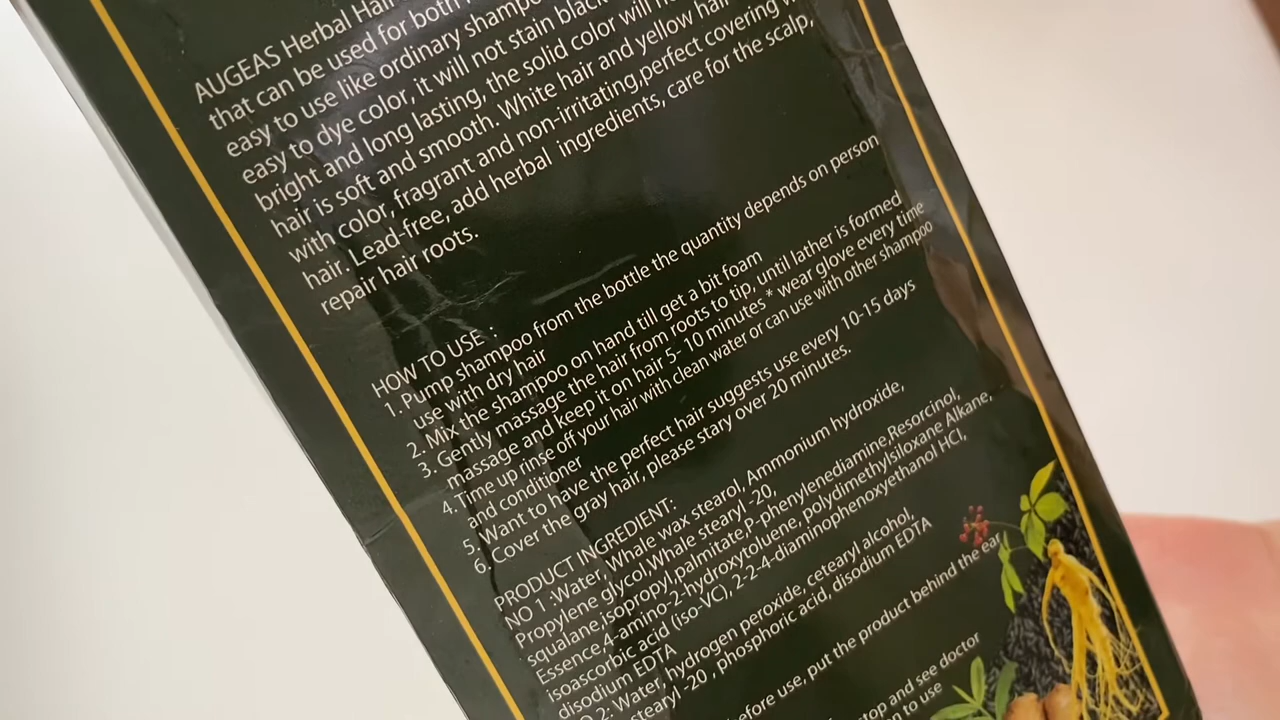 AUGEAS Herbal Hair
that can be used for both
easy to use like ordinary shampo
easy to dye color, it will not stain black
bright and long lasting, the solid color will no
hair is soft and smooth. White hair and yellow hair
with color, fragrant and non-irritating,perfect covering
hair. Lead-free, add herbal ingredients, care for the scalp,
repair hair roots.
HOW TO USE :
1. Pump shampoo from the bottle the quantity depends on person
use with dry hair
2. Mix the shampoo on hand till get a bit foam
3. Gently massage the hair from roots to tip, until lather is formed
massage and keep it on hair 5- 10 minutes * wear glove every time
4. Time up rinse off your hair with clean water or can use with other shampoo
and conditioner
5. Want to have the perfect hair suggests use every 10-15 days
6. Cover the gray hair, please stary over 20 minutes.
PRODUCT INGREDIENT:
NO 1 :Water, Whale wax stearol, Ammonium hydroxide,
Propylene glycol,Whale stearyl -20,
squalane,isopropyl,palmitate,P-phenylenediamine,Resorcinol,
Essence,4-amino-2-hydroxytoluene, polydimethylsiloxane Alkane,
isoascorbic acid (iso-VC), 2-2-4-diaminophenoxyethanol HCl,
disodium EDTA
O 2: Water, hydrogen peroxide, cetearyl alcohol,
stearyl -20 , phosphoric acid, disodium EDTA
before use, put the product behind the ear
stop and see doctor
to use